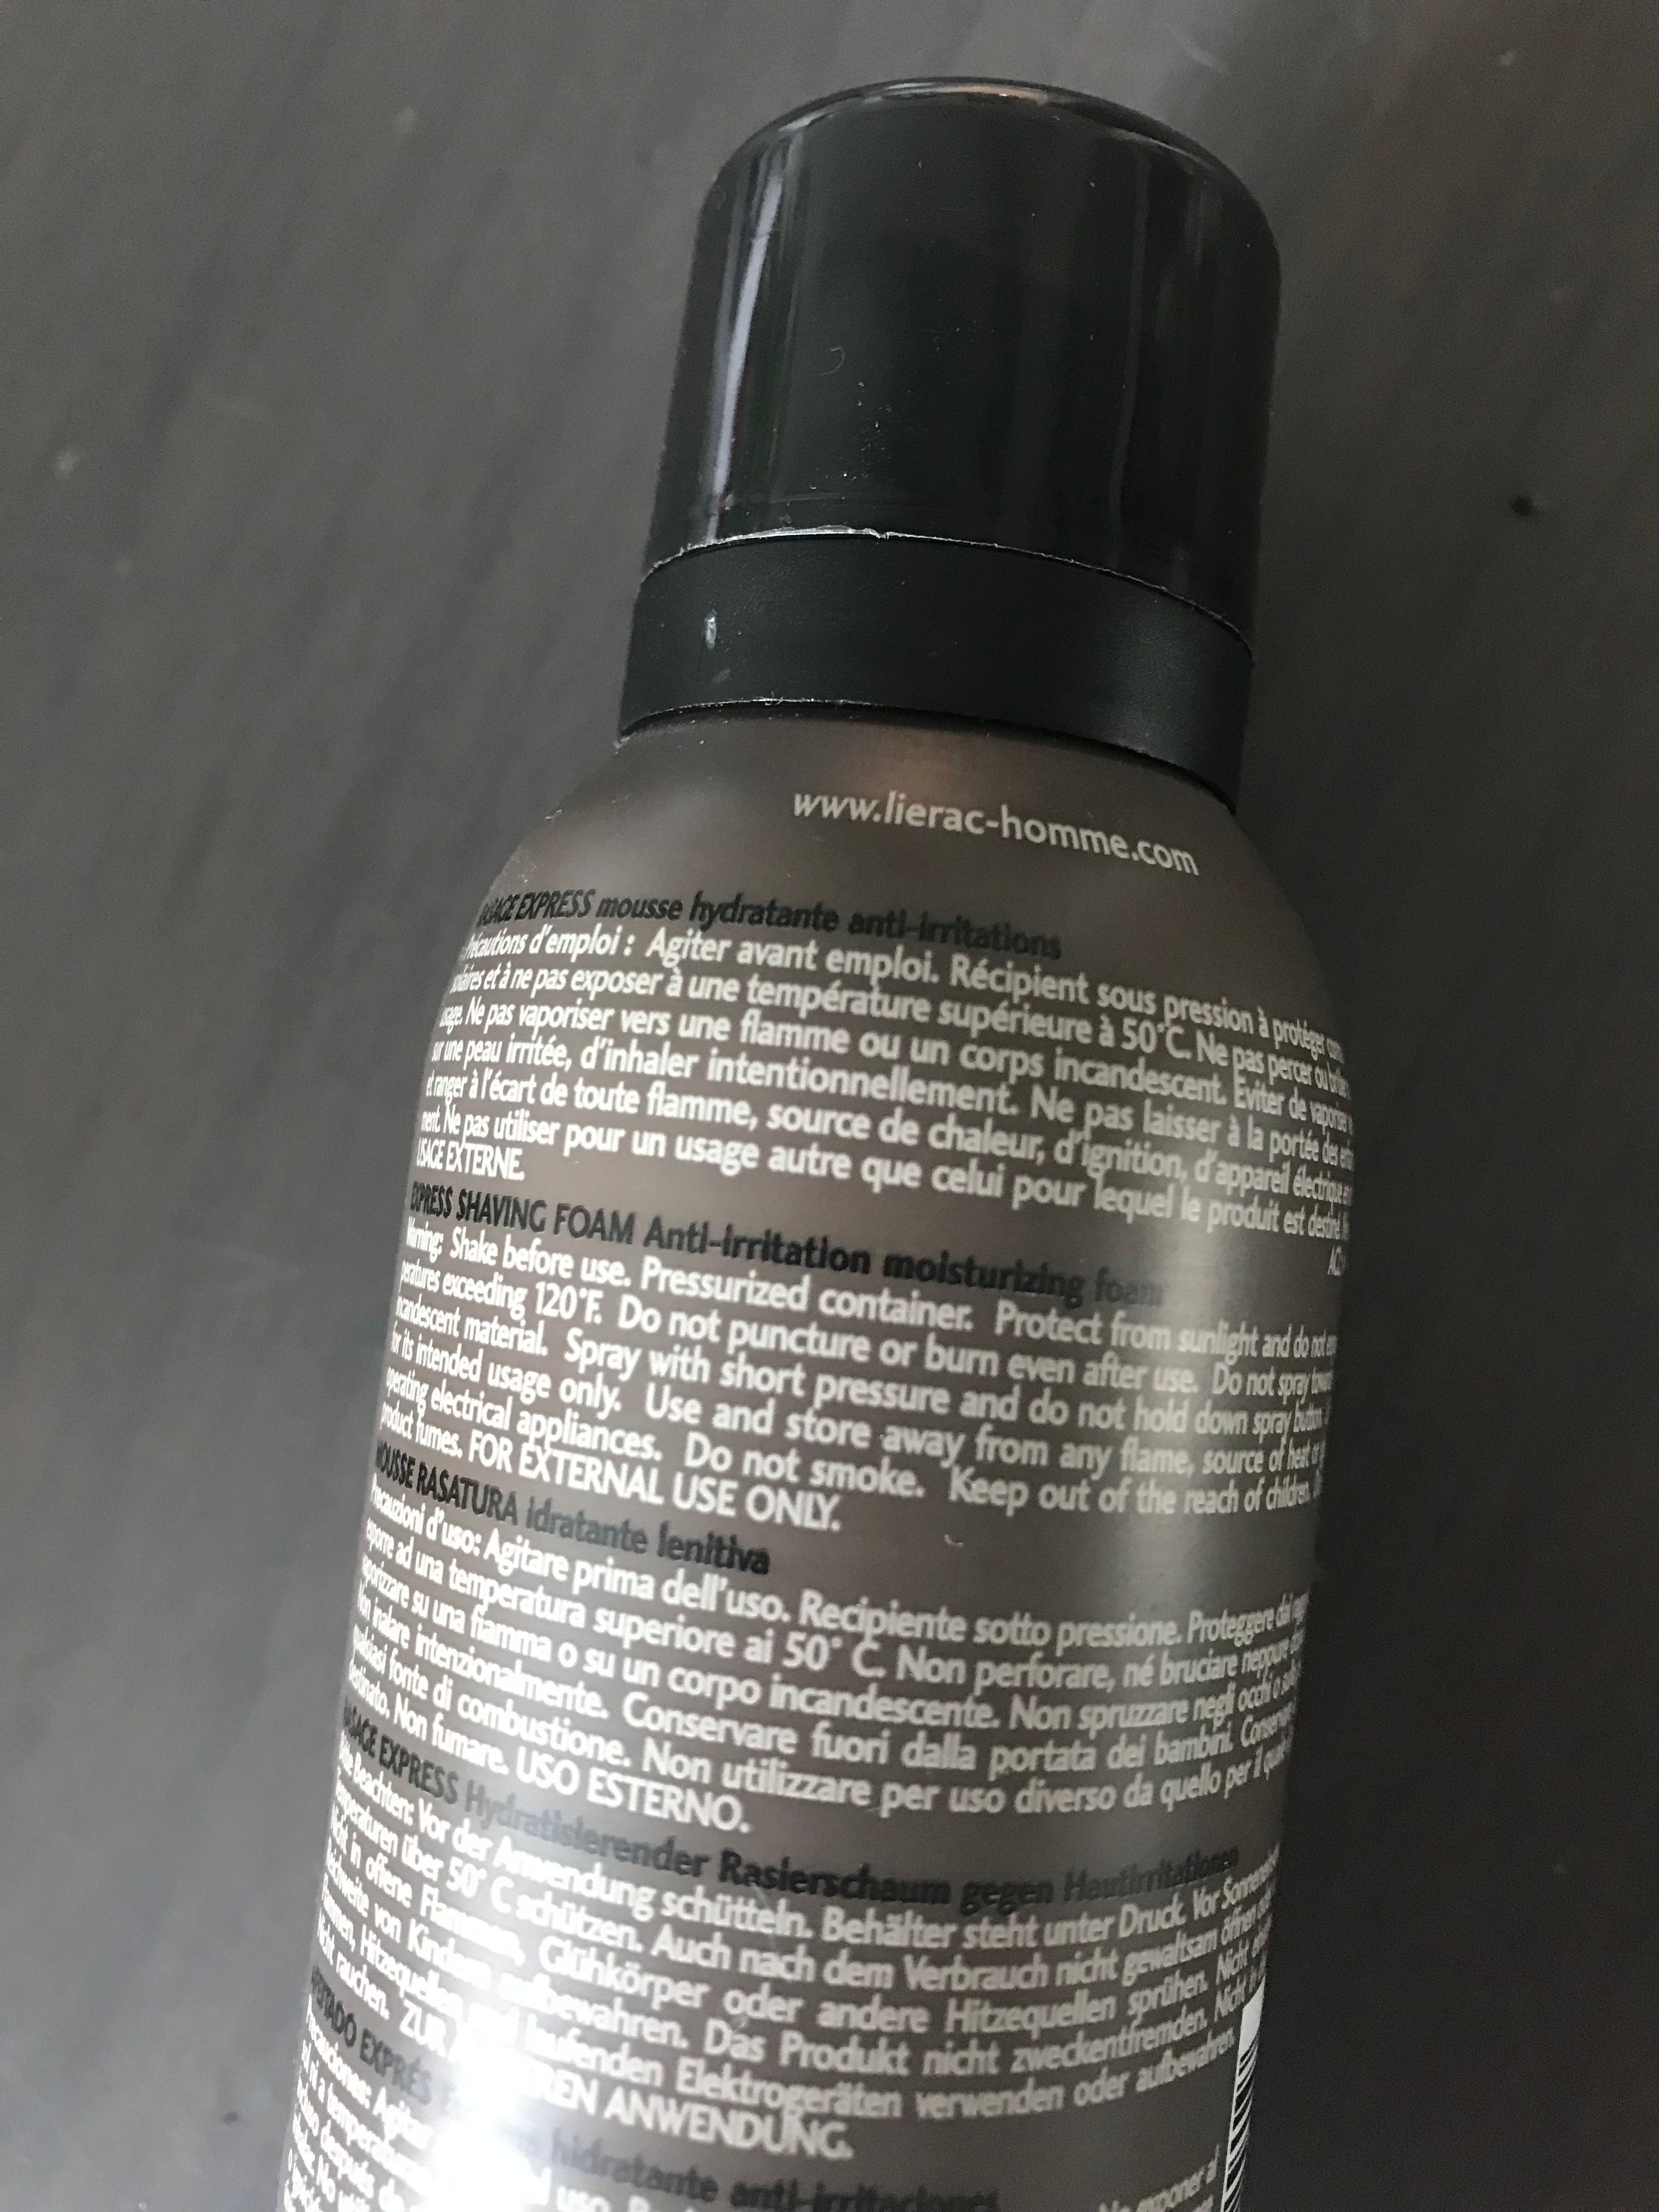 www.lierac-homme.com
EXPRESS mousse hydratante anti-irritations
Précautions d'emploi : Agiter avant emploi. Récipient sous pression à protéger
solaires et à ne pas exposer à une température supérieure à 50°C. Ne pas percer ou brûler
usage. Ne pas vaporiser vers une flamme ou un corps incandescent. Éviter de vaporiser
sur une peau irritée, d'inhaler intentionnellement. Ne pas laisser à la portée des
et ranger à l'écart de toute flamme, source de chaleur, d'ignition, d'appareil électrique
ment. Ne pas utiliser pour un usage autre que celui pour lequel le produit est destiné.
USAGE EXTERNE.
EXPRESS SHAVING FOAM Anti-irritation moisturizing foam
Warning: Shake before use. Pressurized container. Protect from sunlight and do not
peratures exceeding 120°F. Do not puncture or burn even after use. Do not spray
incandescent material. Spray with short pressure and do not hold down spray button.
for its intended usage only. Use and store away from any flame, source of heat or
operating electrical appliances. Do not smoke. Keep out of the reach of children.
product fumes. FOR EXTERNAL USE ONLY.
MOUSSE RASATURA idratante lenitiva
Precauzioni d'uso: Agitare prima dell'uso. Recipiente sotto pressione. Proteggere dai
esporre ad una temperatura superiore ai 50° C. Non perforare, né bruciare neppure
vaporizzare su una fiamma o su un corpo incandescente. Non spruzzare negli occhi o
Non inalare intenzionalmente. Conservare fuori dalla portata dei bambini.
qualsiasi fonte di combustione. Non utilizzare per uso diverso da quello per il
destinato. Non fumare. USO ESTERNO.
EXPRESS Hydratisierender Rasierschaum gegen Hautirritationen
Beachten: Vor der Anwendung schütteln. Behälter steht unter Druck. Vor
Temperaturen über 50° C schützen. Auch nach dem Verbrauch nicht gewaltsam öffnen
Nicht in offene Flammen, Glühkörper oder andere Hitzequellen sprühen. Nicht
von Kindern aufbewahren. Das Produkt nicht zweckentfremden. Nicht
Hitzequellen laufenden Elektrogeräten verwenden oder aufbewahren.
Nicht rauchen. ZUR ANWENDUNG.
EXPRÉS hidratante anti-irritaciones
Agitar uso.
a temperatura
después
No